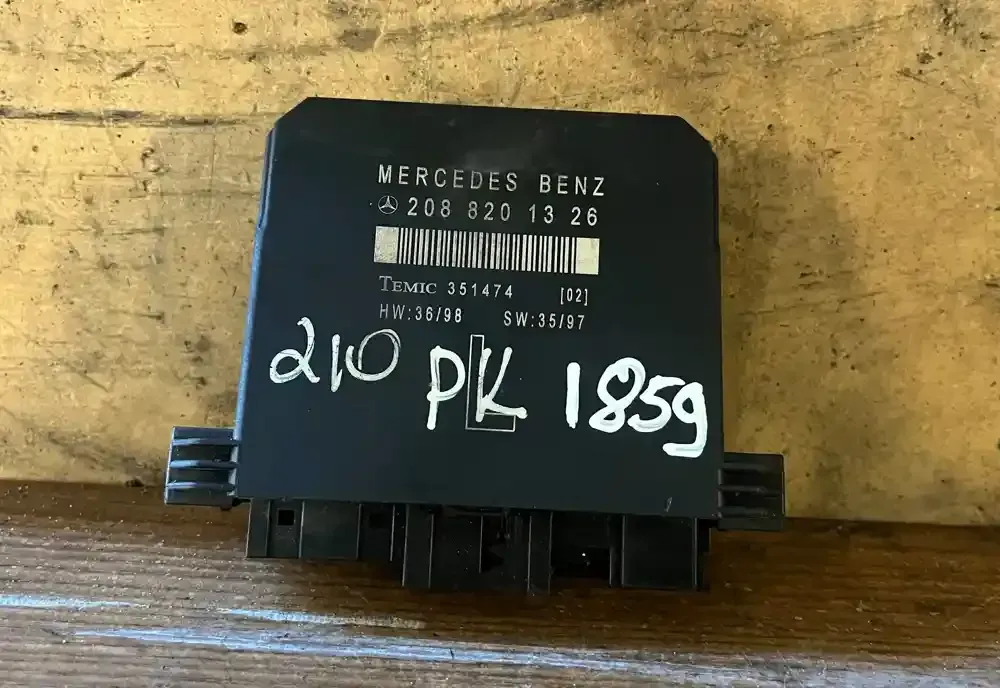 MERCEDES BENZ
208 820 13 26
TEMIC 351474 [02]
HW:36/98 SW:35/97
L
210 PK 1859